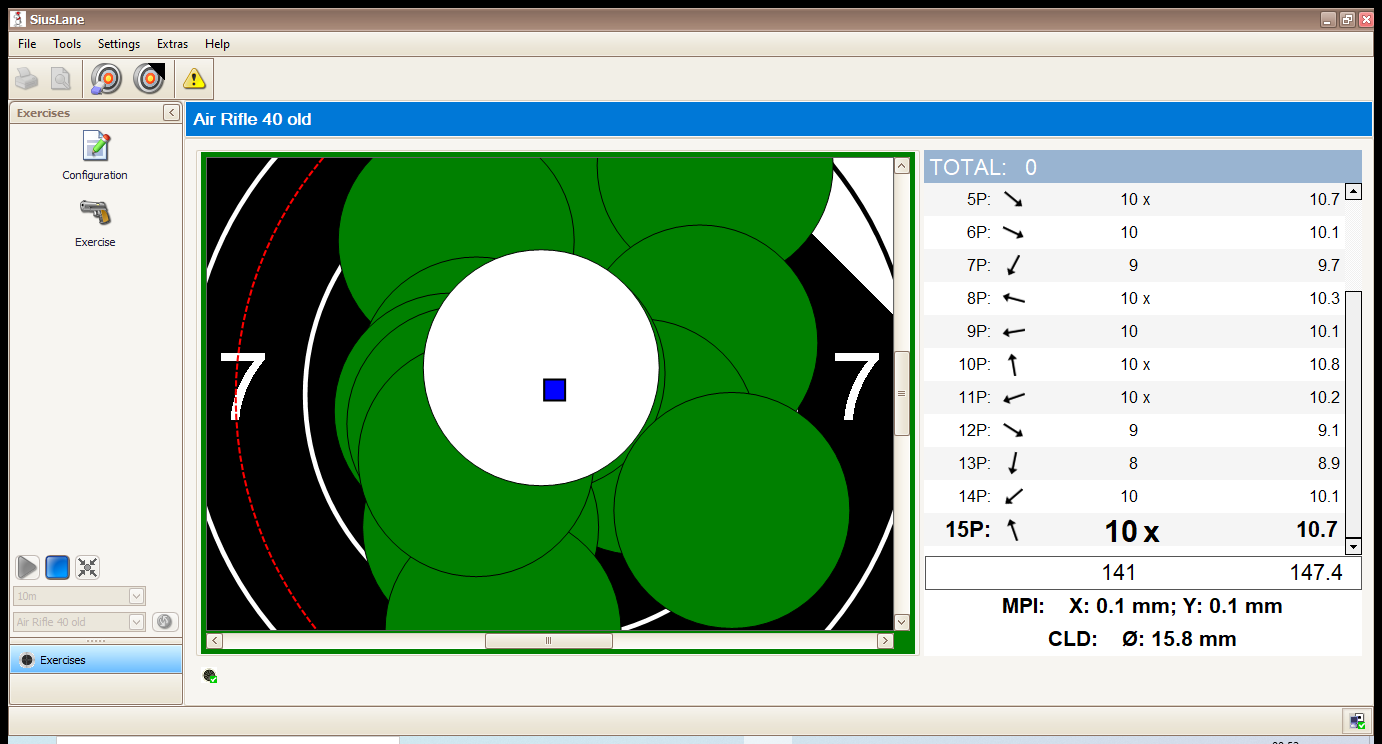 SiusLane
File Tools Settings Extras Help
Exercises
Configuration
Exercise
10m
Air Rifle 40 old
Exercises
Air Rifle 40 old
7 7
TOTAL: 0
5P: 10 x 10.7
6P: 10 10.1
7P: 9 9.7
8P: 10 x 10.3
9P: 10 10.1
10P: 10 x 10.8
11P: 10 x 10.2
12P: 9 9.1
13P: 8 8.9
14P: 10 10.1
15P: 10 x 10.7
141 147.4
MPI: X: 0.1 mm; Y: 0.1 mm
CLD: Ø: 15.8 mm